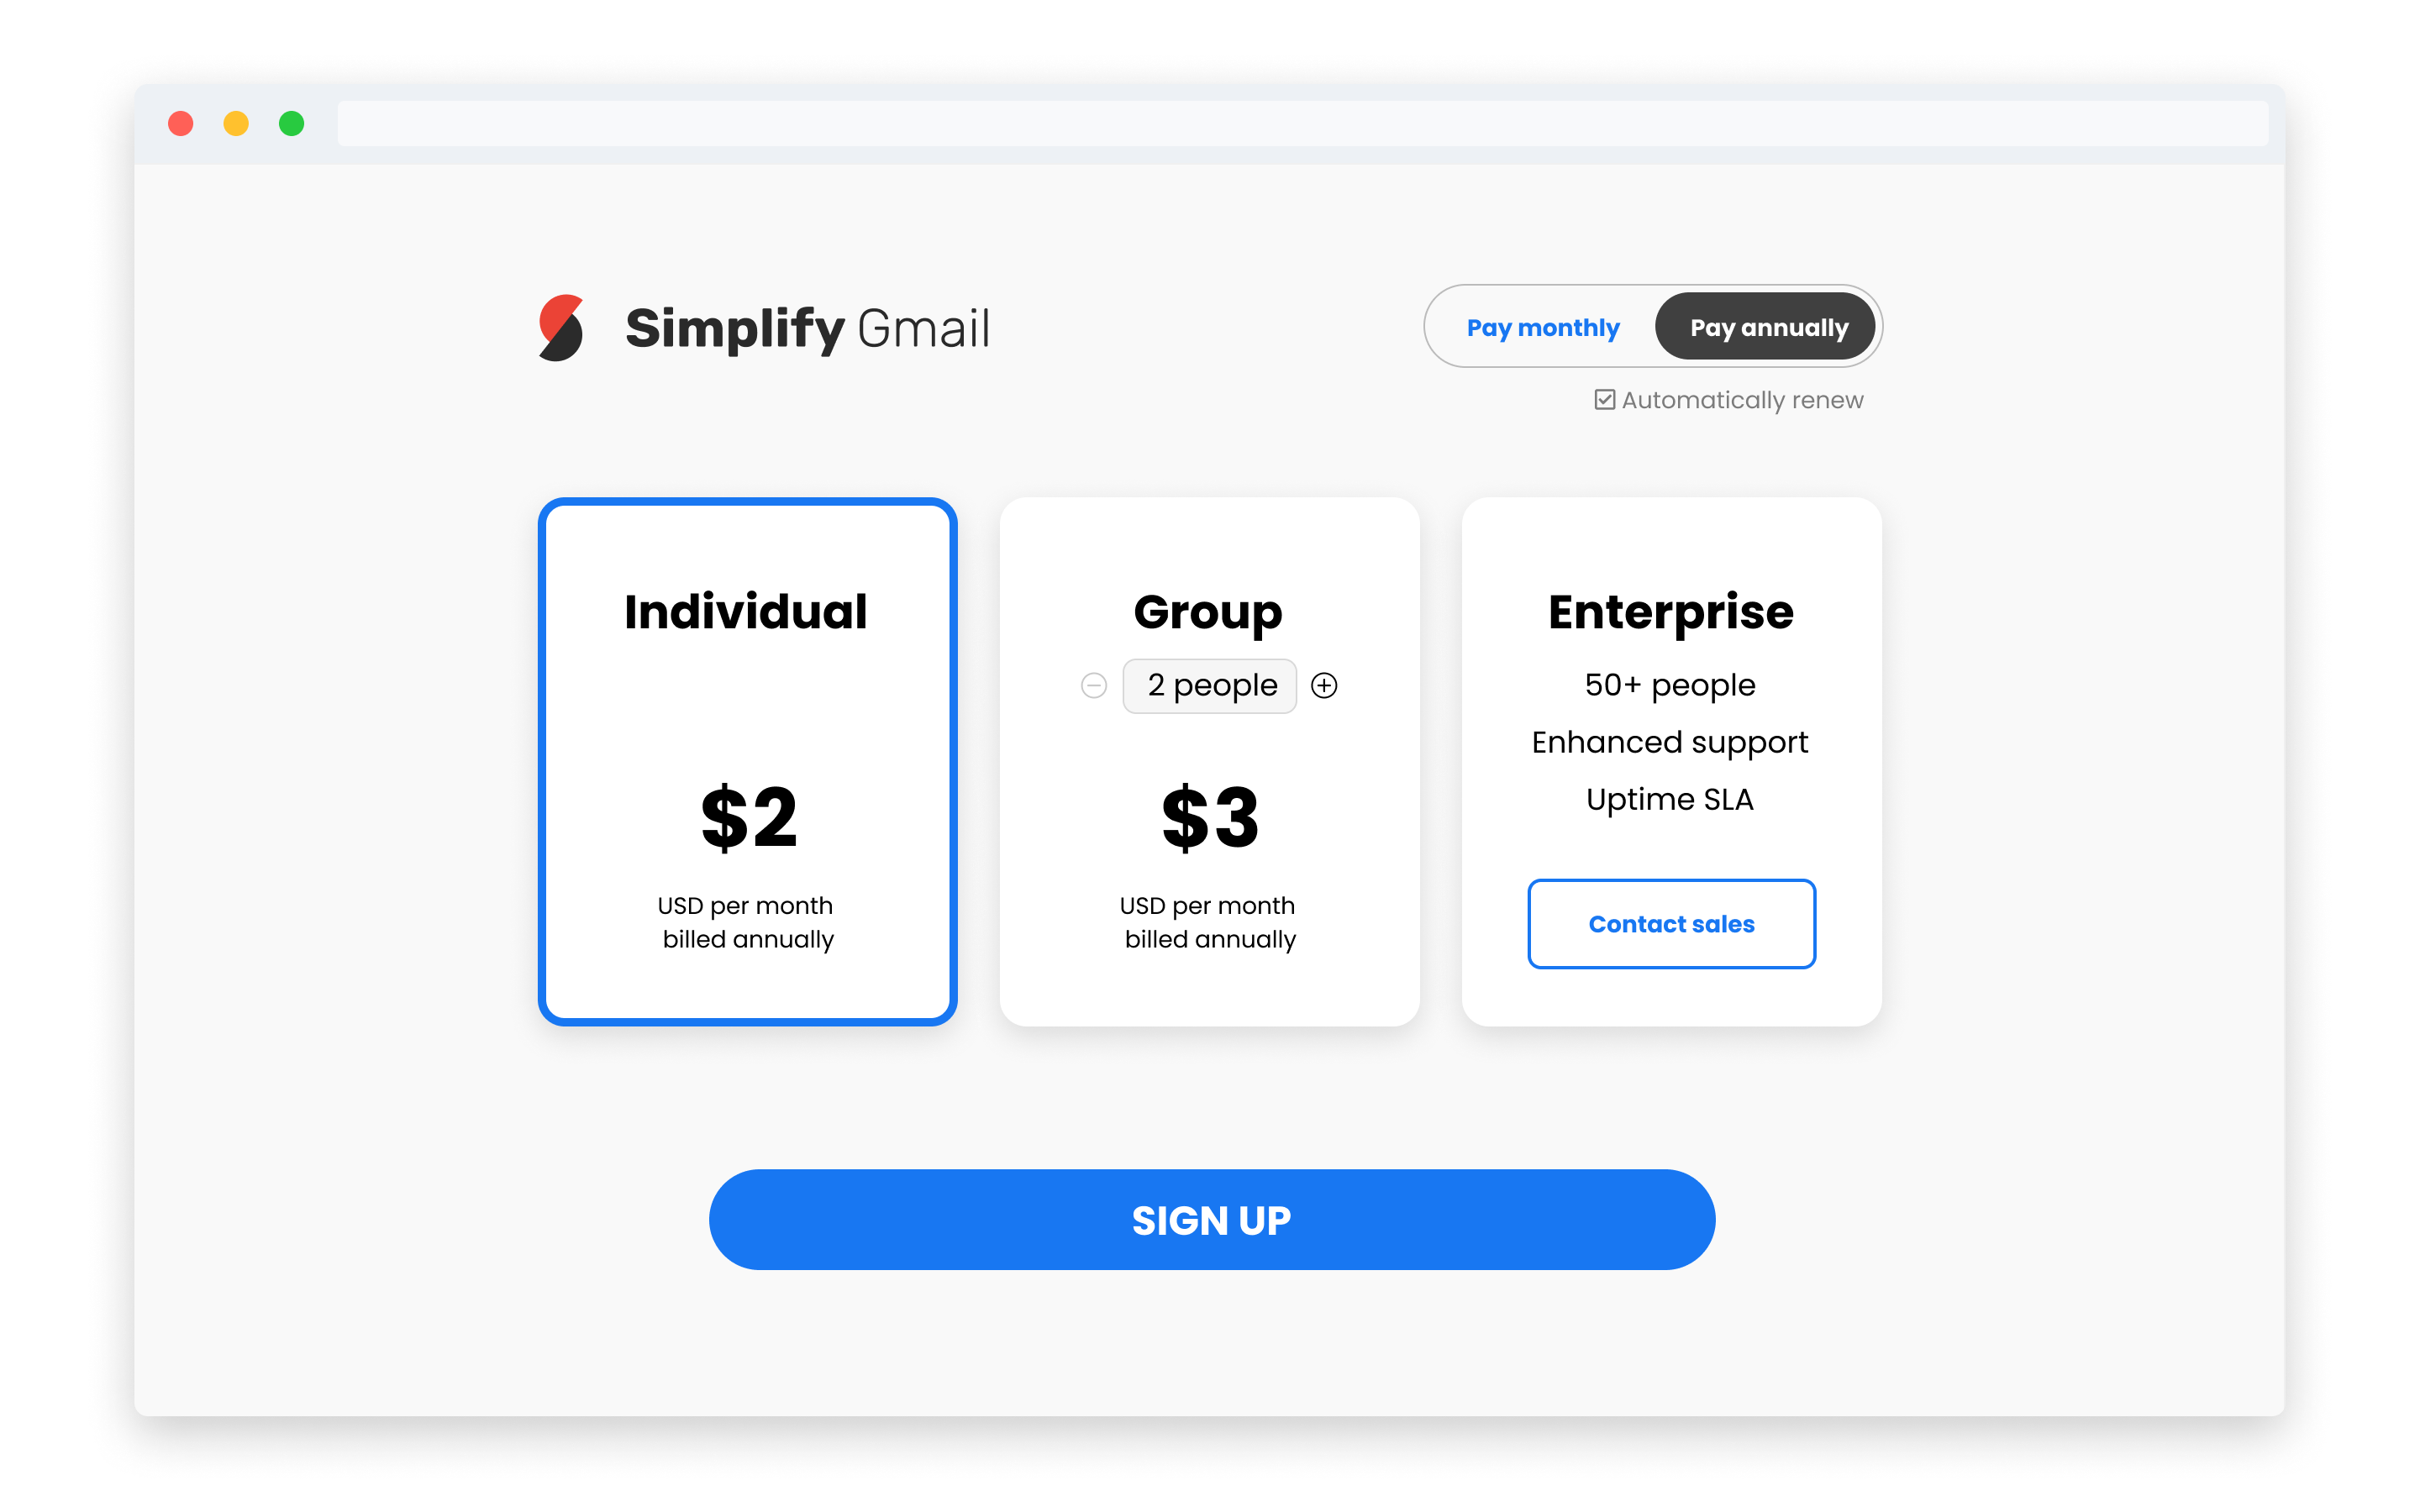 Simplify Gmail
Pay monthly
Pay annually
Automatically renew
Individual
$2
USD per month
billed annually
Group
2 people
$3
USD per month
billed annually
Enterprise
50+ people
Enhanced support
Uptime SLA
Contact sales
SIGN UP